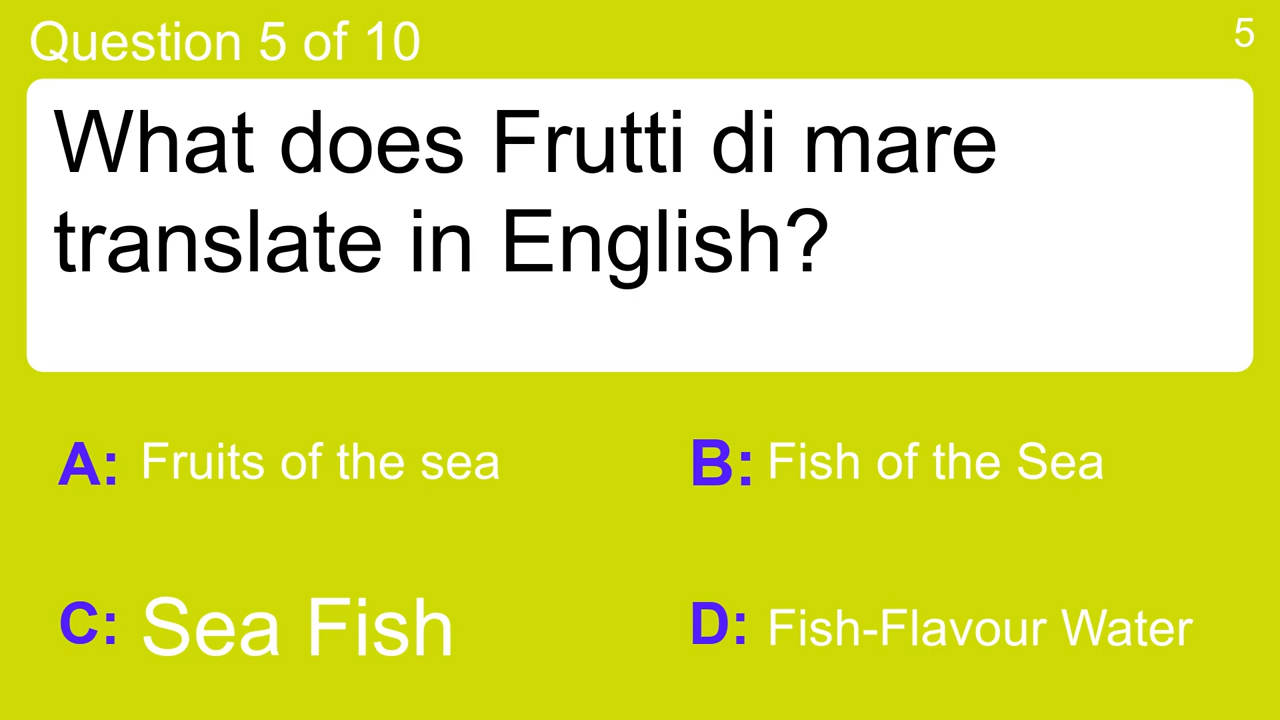 Question 5 of 10
5
What does Frutti di mare
translate in English?
A: Fruits of the sea
B: Fish of the Sea
C: Sea Fish
D: Fish-Flavour Water